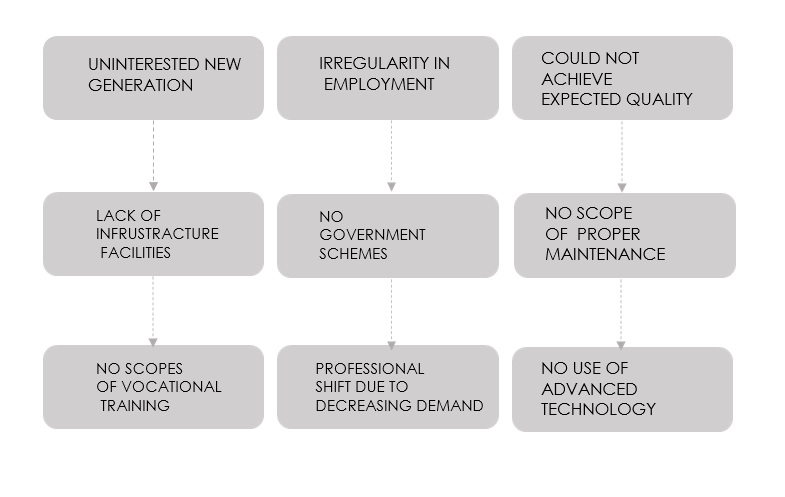 UNINTERESTED NEW
GENERATION
IRREGULARITY IN
EMPLOYMENT
COULD NOT
ACHIEVE
EXPECTED QUALITY
LACK OF
INFRUSTRACTURE
FACILITIES
NO
GOVERNMENT
SCHEMES
NO SCOPE
OF PROPER
MAINTENANCE
NO SCOPES
OF VOCATIONAL
TRAINING
PROFESSIONAL
SHIFT DUE TO
DECREASING DEMAND
NO USE OF
ADVANCED
TECHNOLOGY